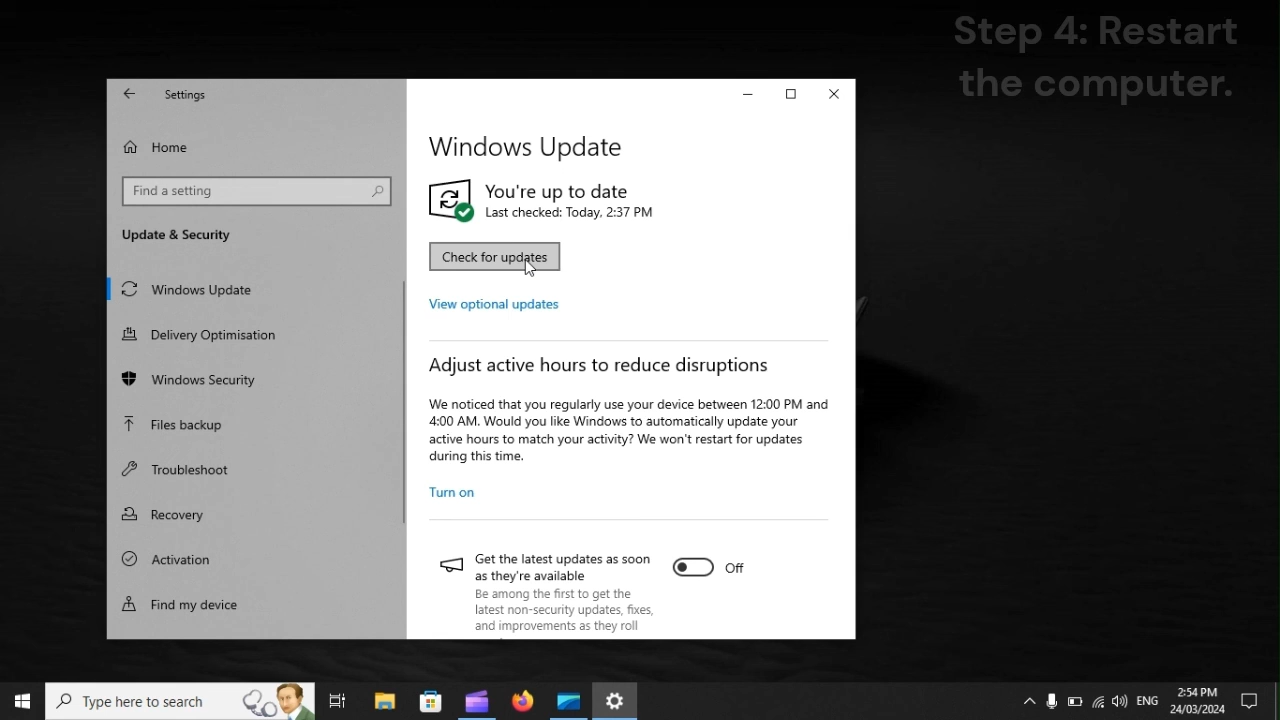 Step 4: Restart
the computer.
Settings
Home
Find a setting
Update & Security
Windows Update
Delivery Optimisation
Windows Security
Files backup
Troubleshoot
Recovery
Activation
Find my device
Windows Update
You're up to date
Last checked: Today, 2:37 PM
Check for updates
View optional updates
Adjust active hours to reduce disruptions
We noticed that you regularly use your device between 12:00 PM and
4:00 AM. Would you like Windows to automatically update your
active hours to match your activity? We won't restart for updates
during this time.
Turn on
Get the latest updates as soon
as they're available
Off
Be among the first to get the
latest non-security updates, fixes,
and improvements as they roll
Type here to search
ENG
2:54 PM
24/03/2024